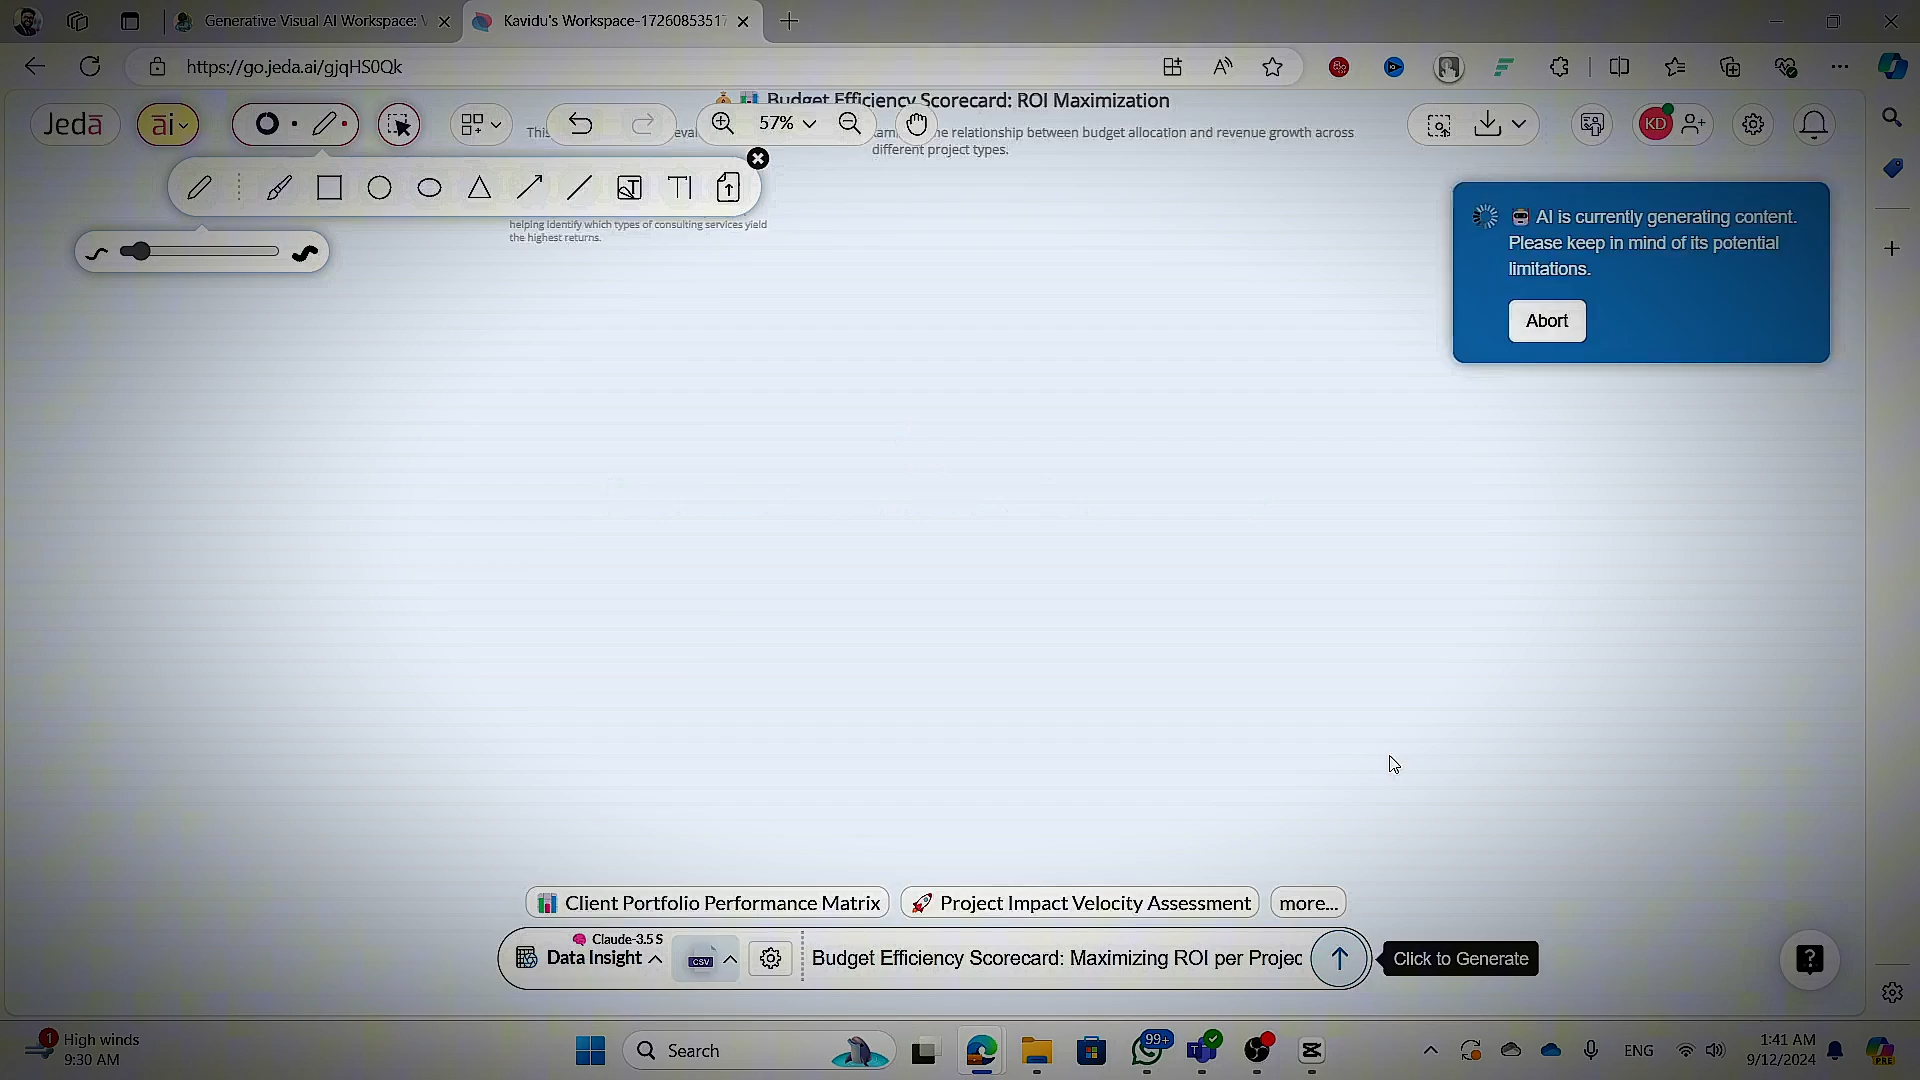 Generative Visual AI Workspace:
Kavidu's Workspace-1726085351
https://go.jeda.ai/gjqHS0Qk
Budget Efficiency Scorecard: ROI Maximization
Jedā
āi
57%
This
the relationship between budget allocation and revenue growth across
different project types.
KD
helping identify which types of consulting services yield
the highest returns.
AI is currently generating content.
Please keep in mind of its potential
limitations.
Abort
Client Portfolio Performance Matrix
Project Impact Velocity Assessment
more...
Claude-3.5 S
Data Insight
CSV
Budget Efficiency Scorecard: Maximizing ROI per Projec
Click to Generate
1
High winds
9:30 AM
Search
99+
ENG
1:41 AM
9/12/2024
PRE